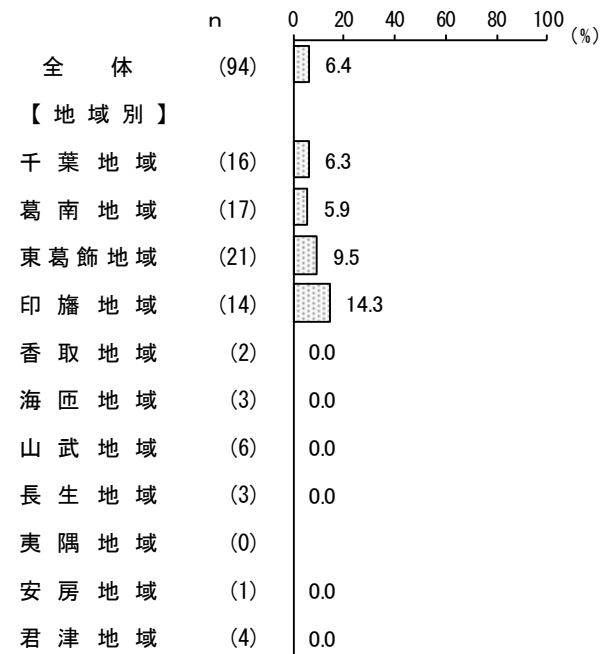 n 0 20 40 60 80 100 (%)
全 体 (94) 6.4
【 地 域 別 】
千 葉 地 域 (16) 6.3
葛 南 地 域 (17) 5.9
東 葛 飾 地 域 (21) 9.5
印 旛 地 域 (14) 14.3
香 取 地 域 (2) 0.0
海 匝 地 域 (3) 0.0
山 武 地 域 (6) 0.0
長 生 地 域 (3) 0.0
夷 隅 地 域 (0)
安 房 地 域 (1) 0.0
君 津 地 域 (4) 0.0